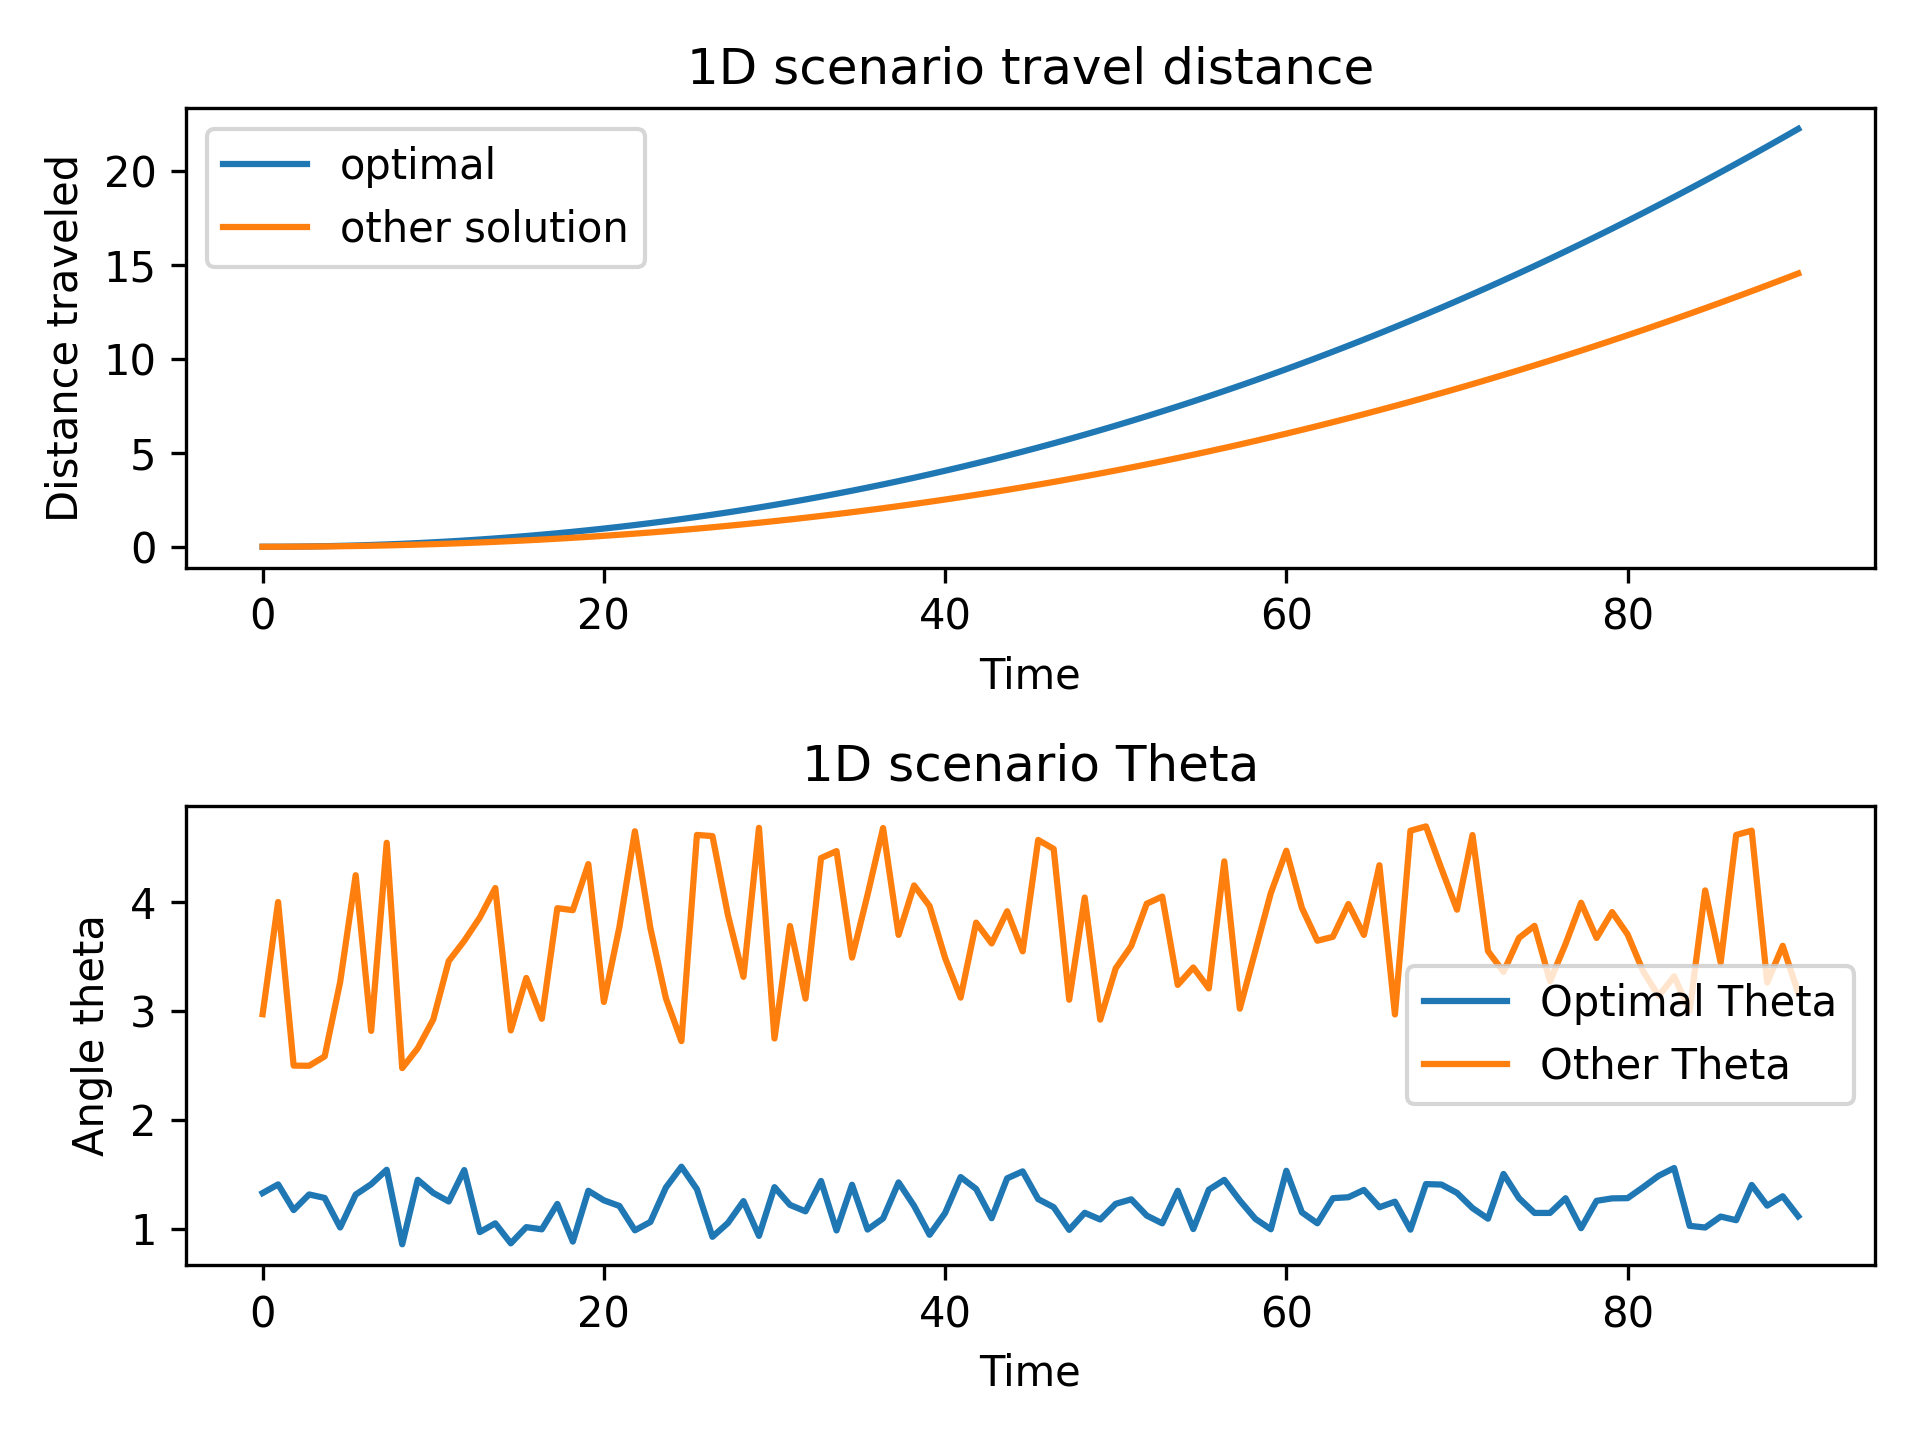 1D scenario travel distance
optimal
other solution
Distance traveled
20
15
10
5
0
0 20 40 60 80
Time
1D scenario Theta
Angle theta
4
3
2
1
Optimal Theta
Other Theta
0 20 40 60 80
Time